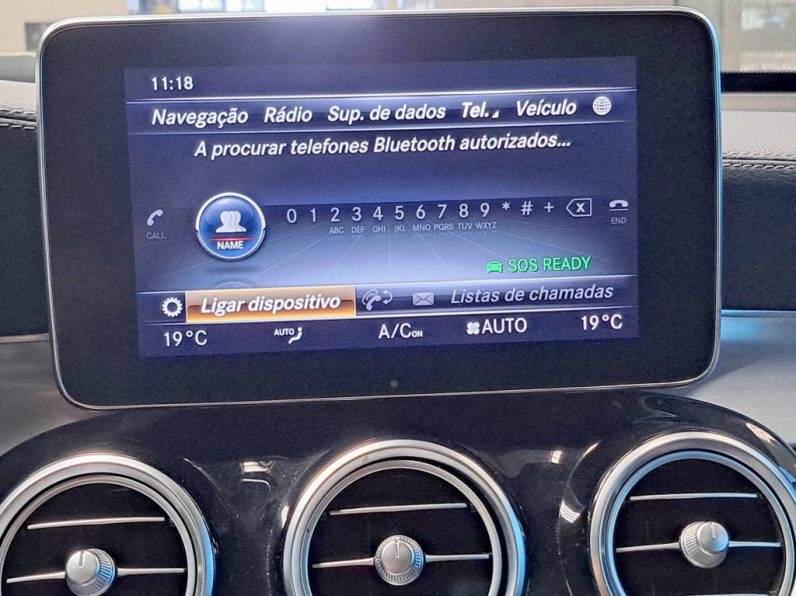 11:18
Navegação Rádio Sup. de dados Tel. Veículo
A procurar telefones Bluetooth autorizados...
0 1 2 3 4 5 6 7 8 9 * # +
ABC DEF GHI JKL MNO PQRS TUV WXYZ
CALL NAME END
SOS READY
Ligar dispositivo Listas de chamadas
19°C AUTO A/C ON AUTO 19°C